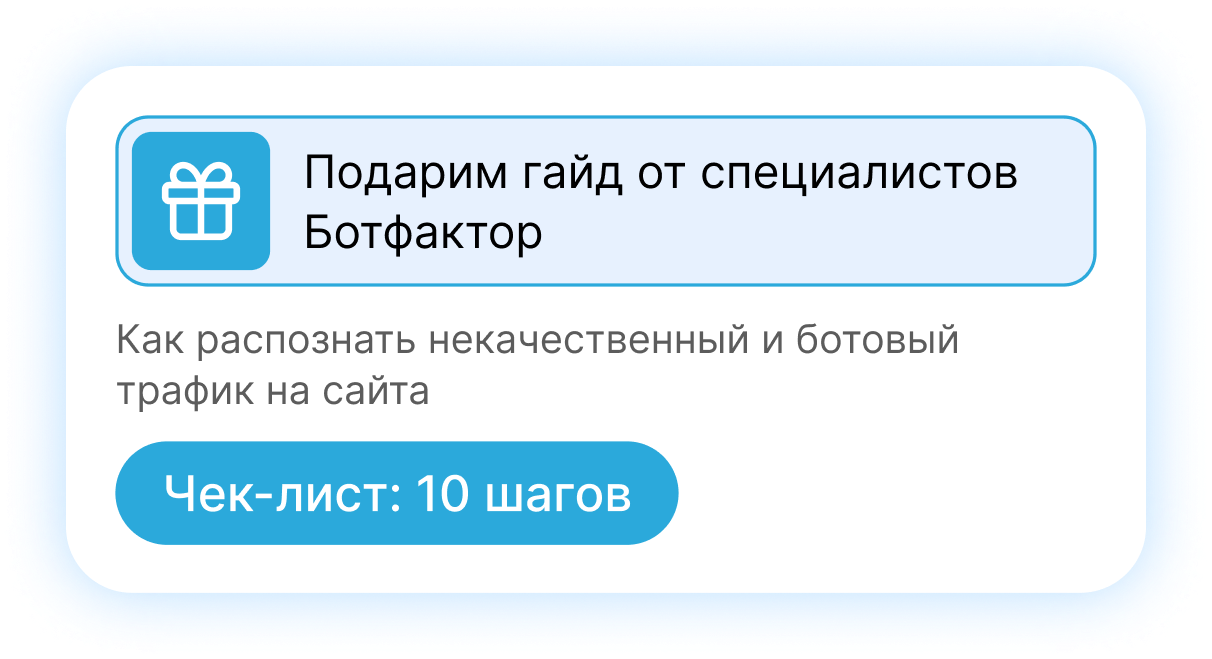 Подарим гайд от специалистов
Ботфактор
Как распознать некачественный и ботовый
трафик на сайта
Чек-лист: 10 шагов